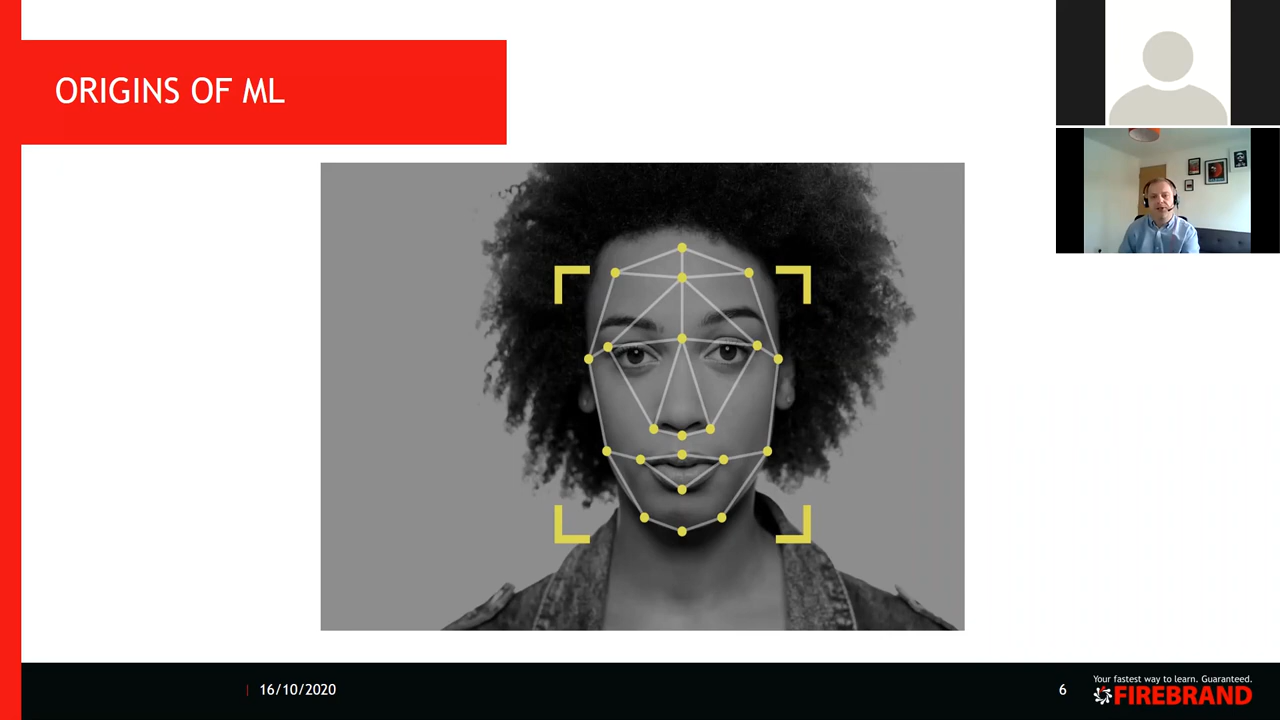 ORIGINS OF ML
16/10/2020
6
Your fastest way to learn. Guaranteed.
FIREBRAND